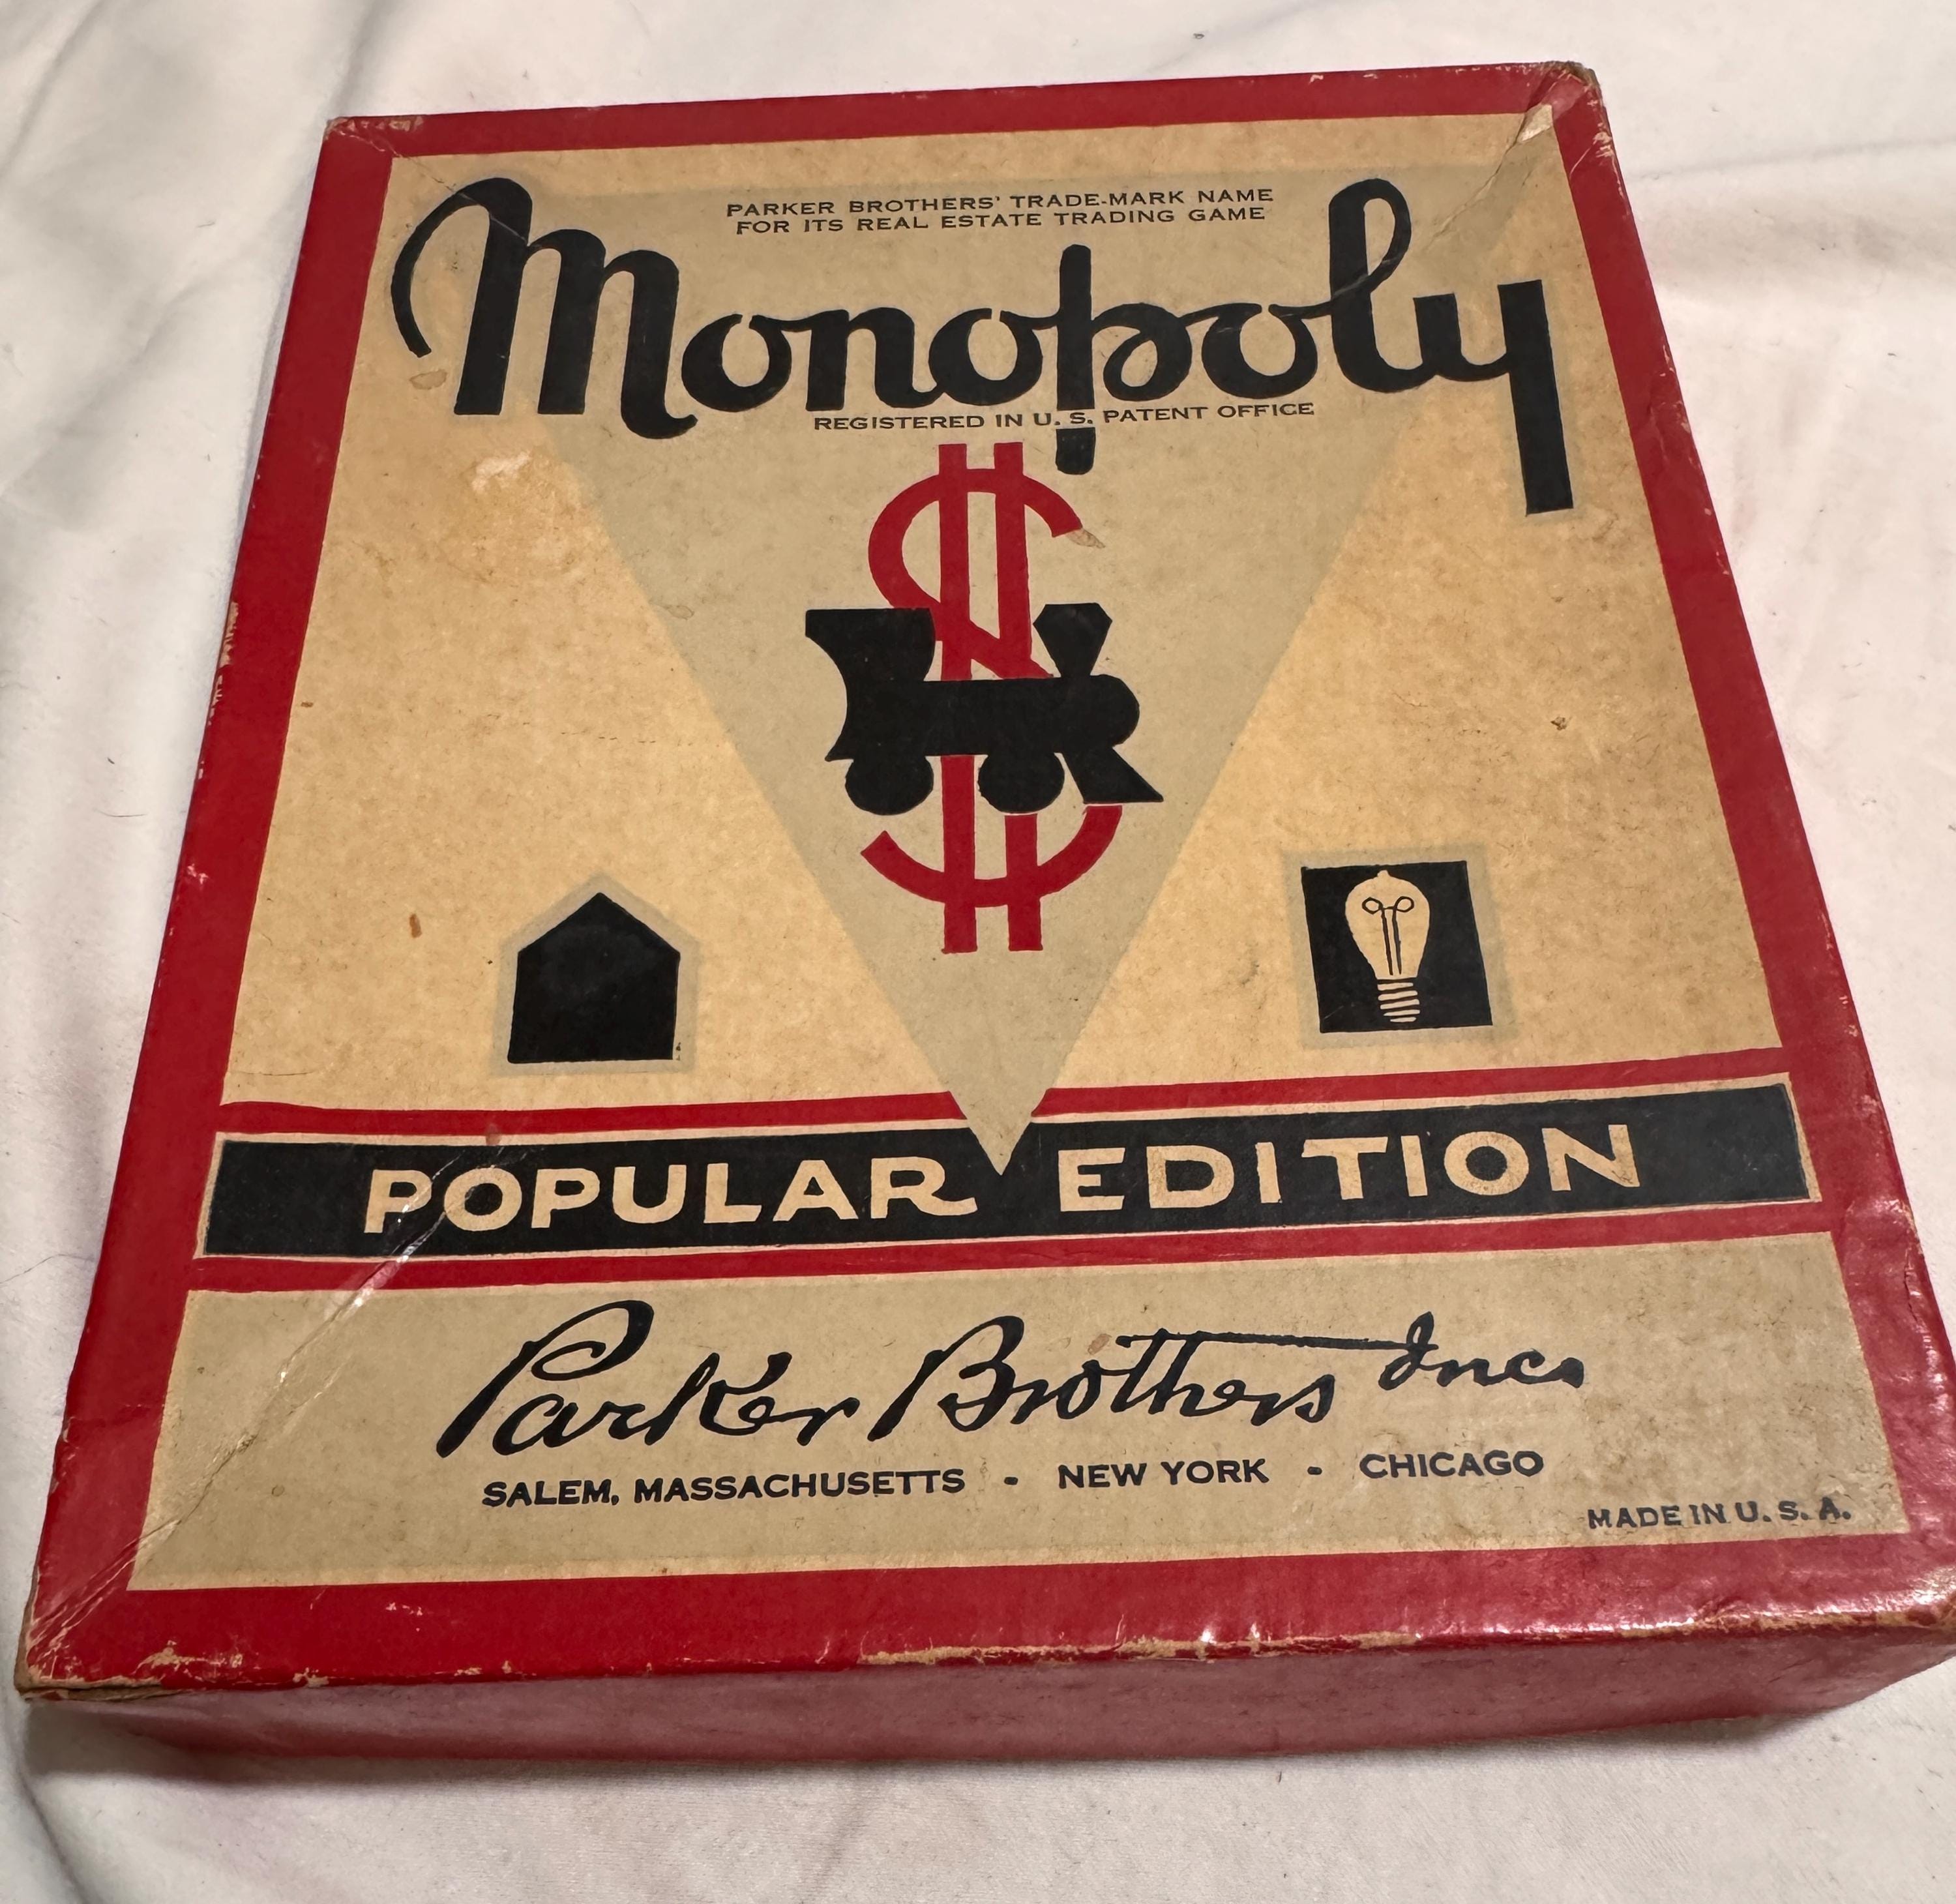 PARKER BROTHERS' TRADE-MARK NAME
FOR ITS REAL ESTATE TRADING GAME
Monopoly
REGISTERED IN U. S. PATENT OFFICE
$
POPULAR EDITION
Parker Brothers Inc.
SALEM, MASSACHUSETTS - NEW YORK - CHICAGO
MADE IN U. S. A.